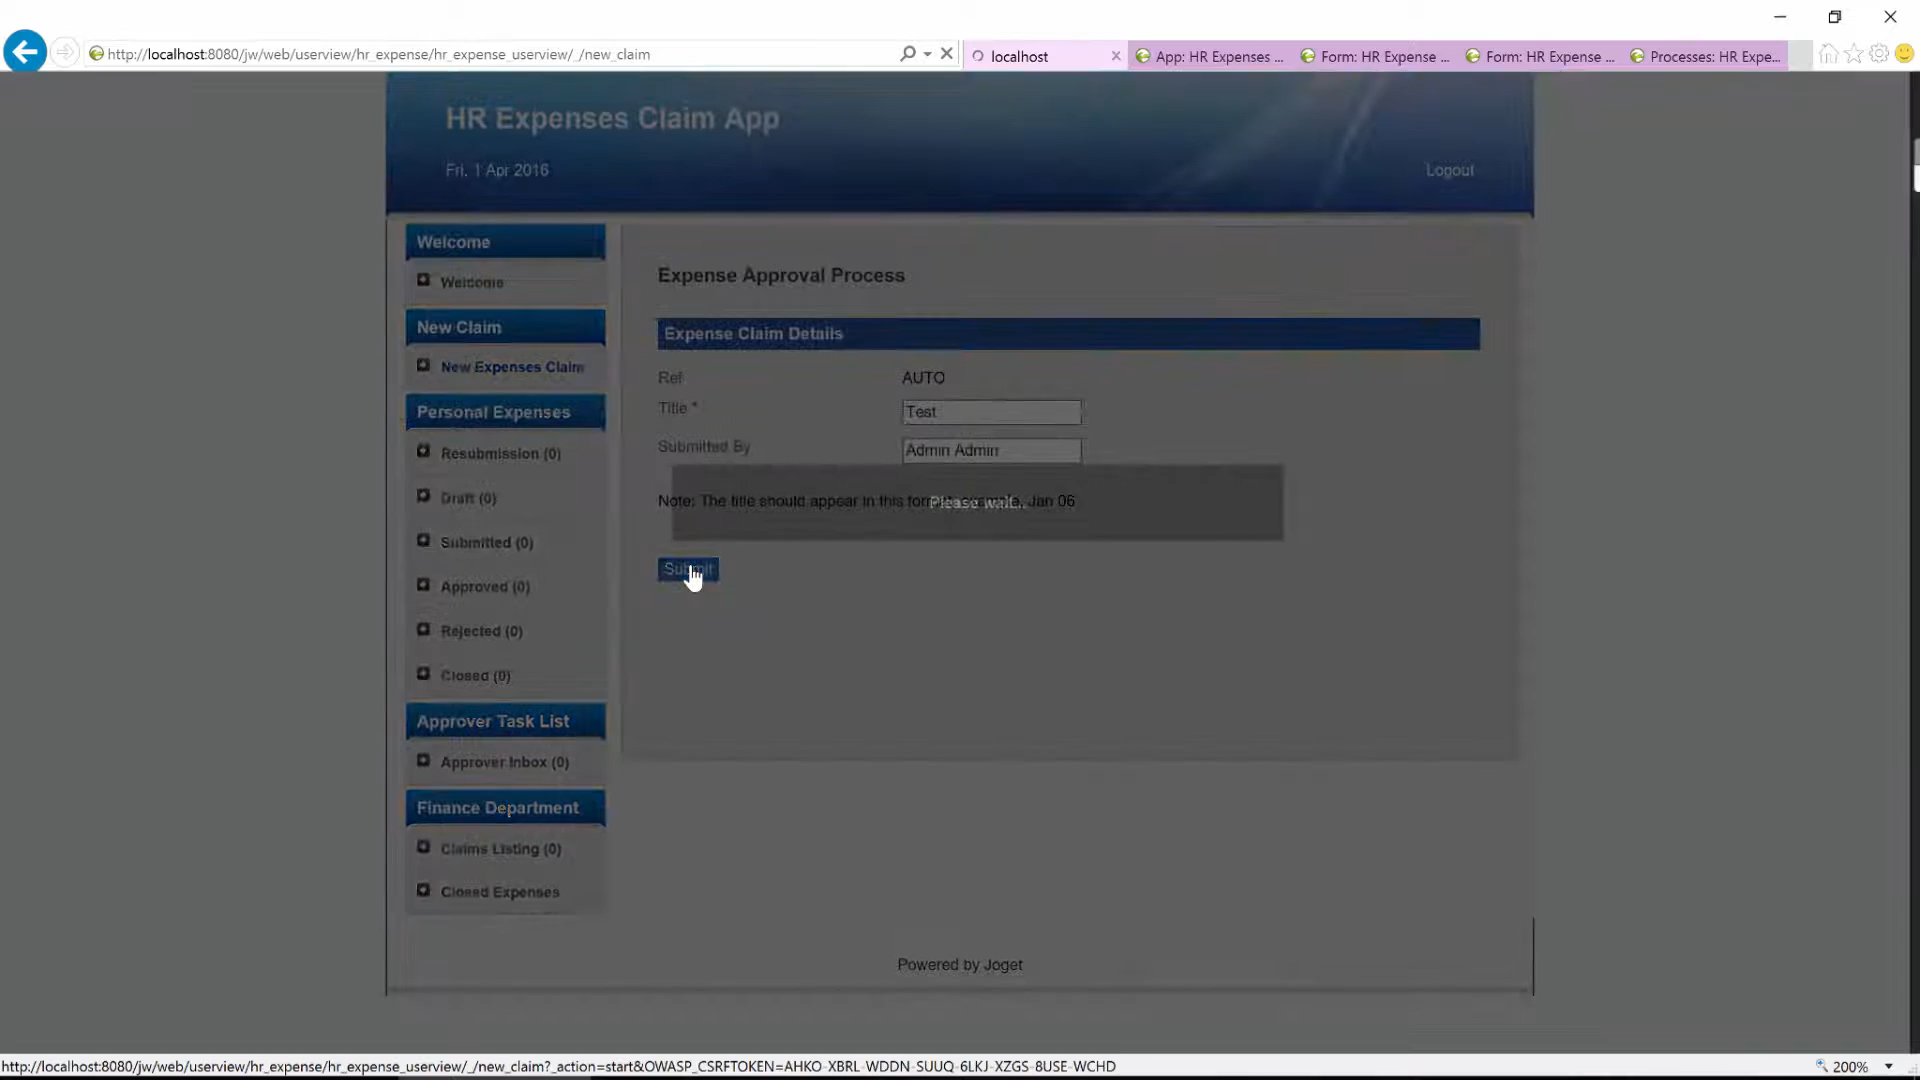 http://localhost:8080/jw/web/userview/hr_expense/hr_expense_userview/_/new_claim
localhost
App: HR Expenses ...
Form: HR Expense ...
Form: HR Expense ...
Processes: HR Expe...
HR Expenses Claim App
Fri. 1 Apr 2016
Logout
Welcome
Welcome
New Claim
New Expenses Claim
Personal Expenses
Resubmission (0)
Draft (0)
Submitted (0)
Approved (0)
Rejected (0)
Closed (0)
Approver Task List
Approver Inbox (0)
Finance Department
Claims Listing (0)
Closed Expenses
Expense Approval Process
Expense Claim Details
Ref AUTO
Title * Test
Submitted By Admin Admin
Note: The title should appear in this format, example, Jan 06
Please wait...
Submit
Powered by Joget
http://localhost:8080/jw/web/userview/hr_expense/hr_expense_userview/_/new_claim?_action=start&OWASP_CSRFTOKEN=AHKO-XBRL-WDDN-SUUQ-6LKJ-XZGS-8USE-WCHD
200%